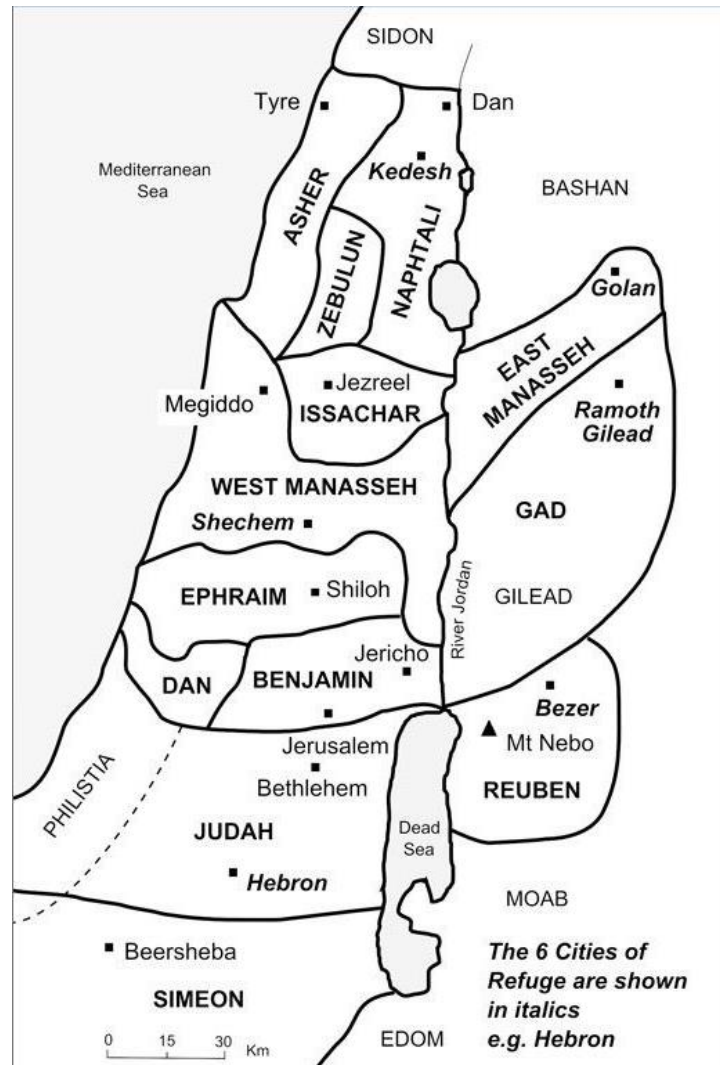 SIDON
Tyre
Dan
Mediterranean
Sea
Kedesh
BASHAN
ASHER
ZEBULUN
NAPHTALI
Golan
EAST
MANASSEH
Jezreel
Megiddo
ISSACHAR
Ramoth
Gilead
WEST MANASSEH
Shechem
GAD
EPHRAIM
Shiloh
GILEAD
River Jordan
Jericho
DAN
BENJAMIN
Bezer
Jerusalem
Mt Nebo
Bethlehem
REUBEN
PHILISTIA
JUDAH
Dead
Sea
Hebron
MOAB
Beersheba
The 6 Cities of
Refuge are shown
in italics
e.g. Hebron
SIMEON
EDOM
0 15 30
Km